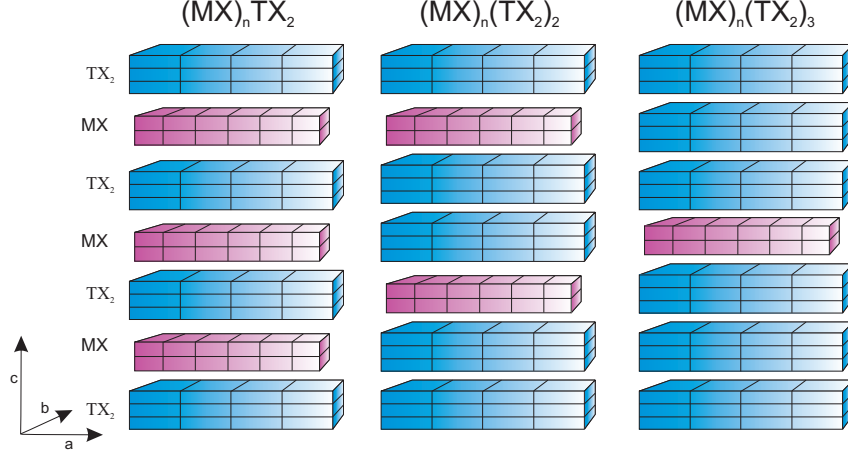 (MX)ₙTX₂ (MX)ₙ(TX₂)₂ (MX)ₙ(TX₂)₃
TX₂
MX
TX₂
MX
TX₂
MX
TX₂
c
b
a